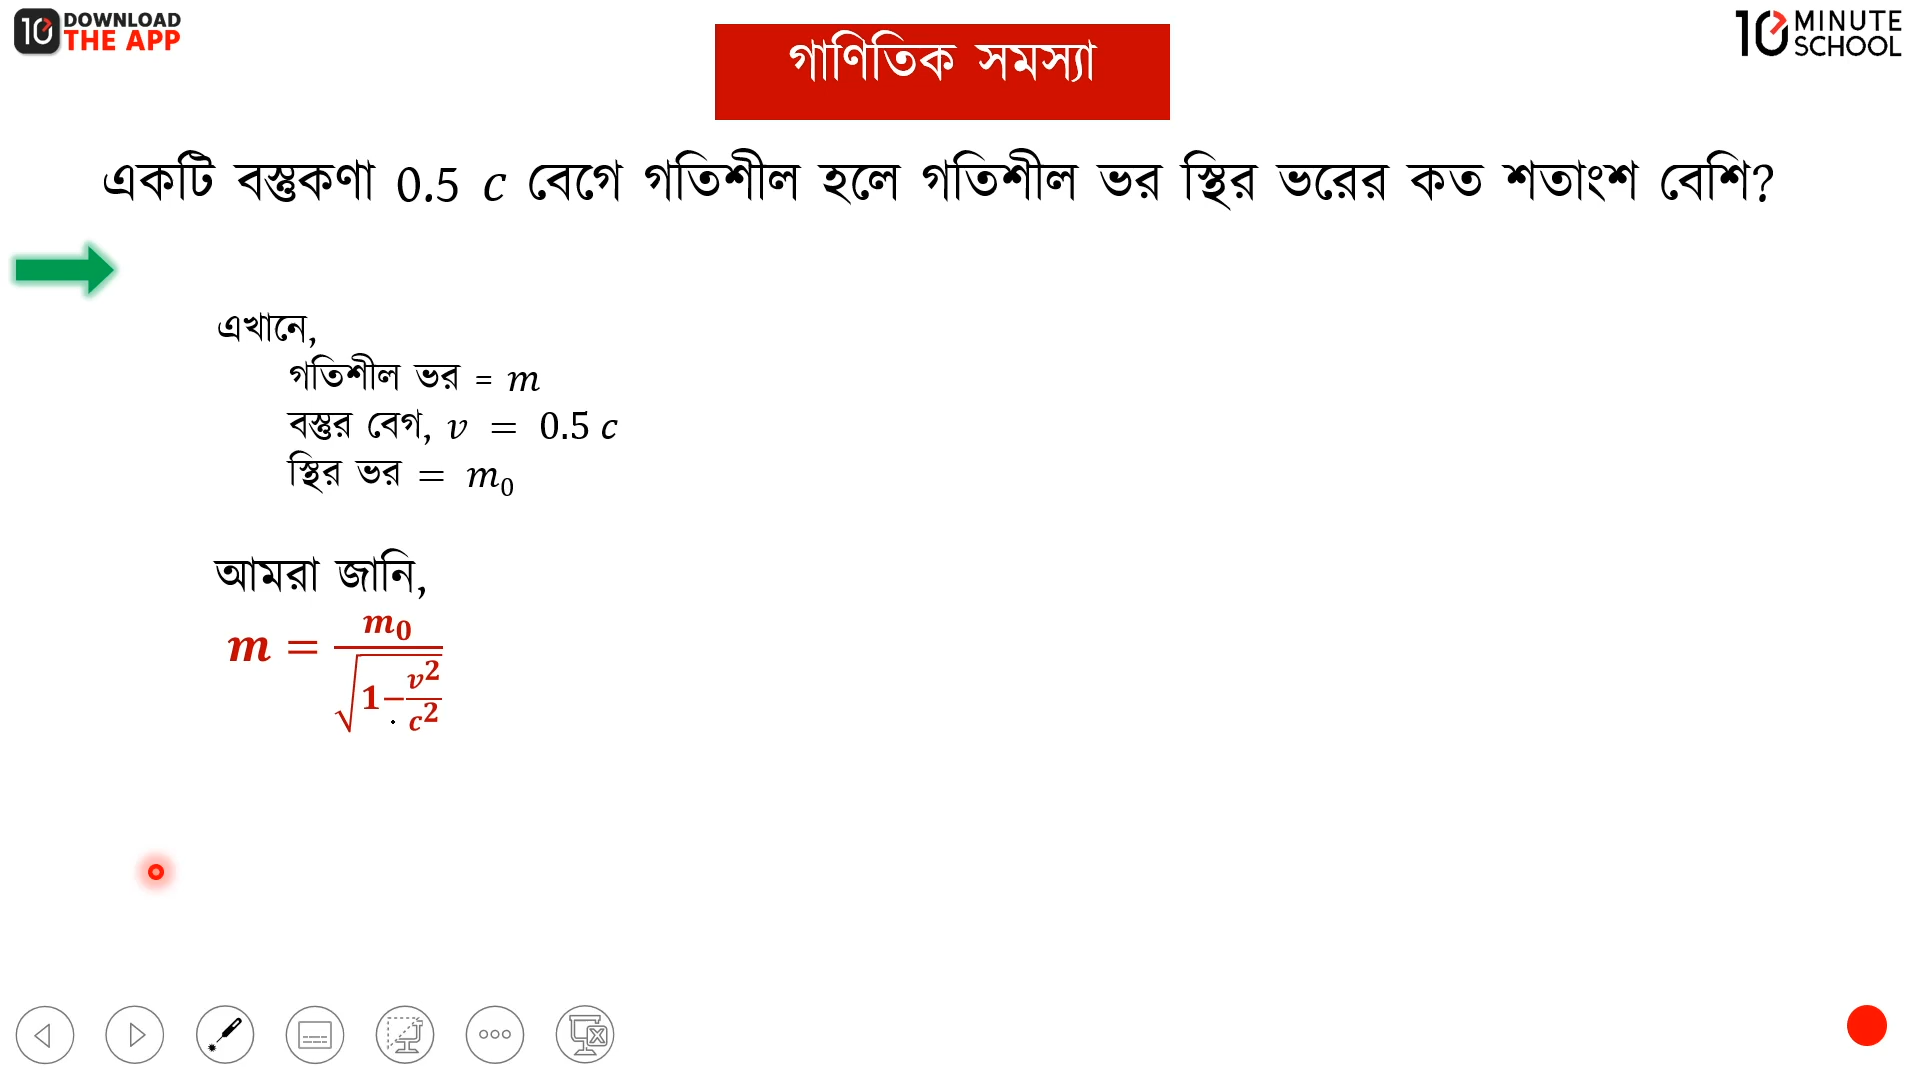 DOWNLOAD
THE APP
10 MINUTE
SCHOOL
গাণিতিক সমস্যা
একটি বস্তুকণা 0.5 c বেগে গতিশীল হলে গতিশীল ভর স্থির ভরের কত শতাংশ বেশি?
এখানে,
গতিশীল ভর = m
বস্তুর বেগ, v = 0.5 c
স্থির ভর = m₀
আমরা জানি,
m = m₀ / √(1−v²/c²)